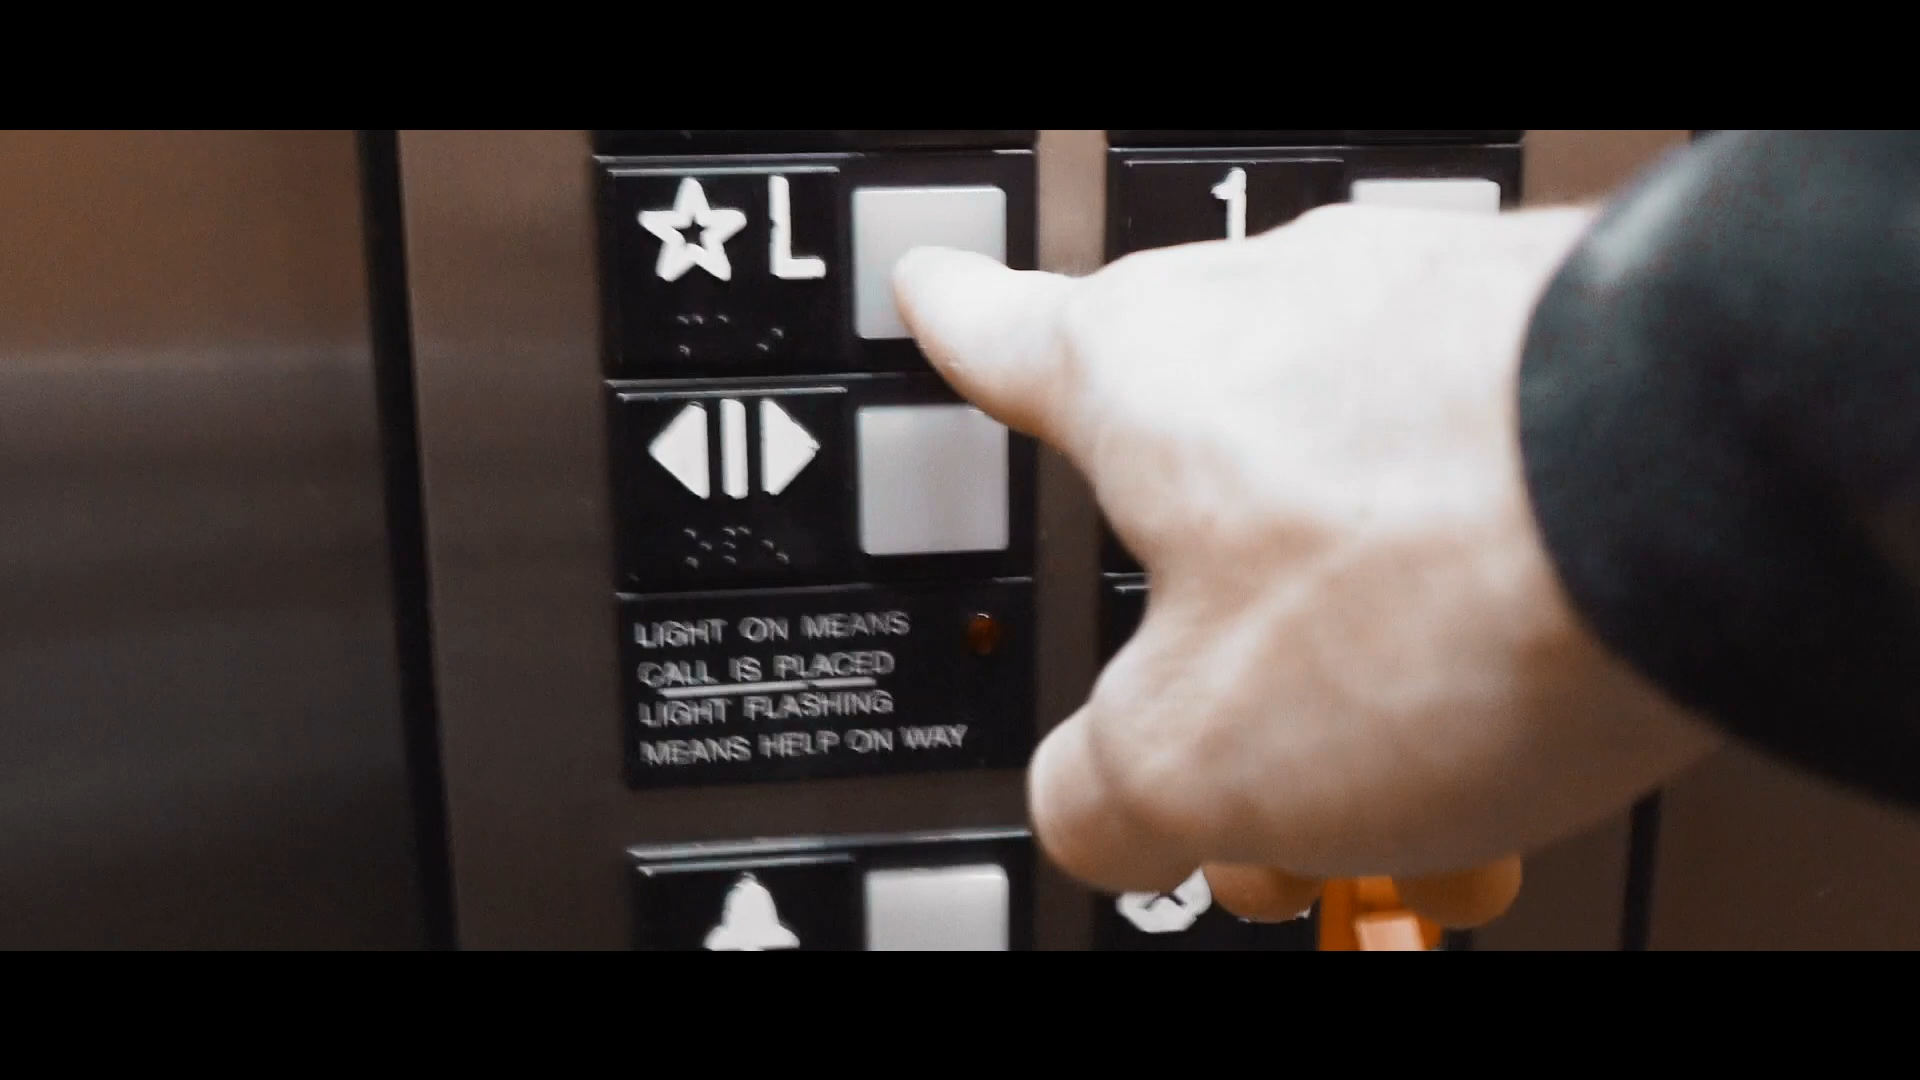 ☆ L
1
LIGHT ON MEANS
CALL IS PLACED
LIGHT FLASHING
MEANS HELP ON WAY